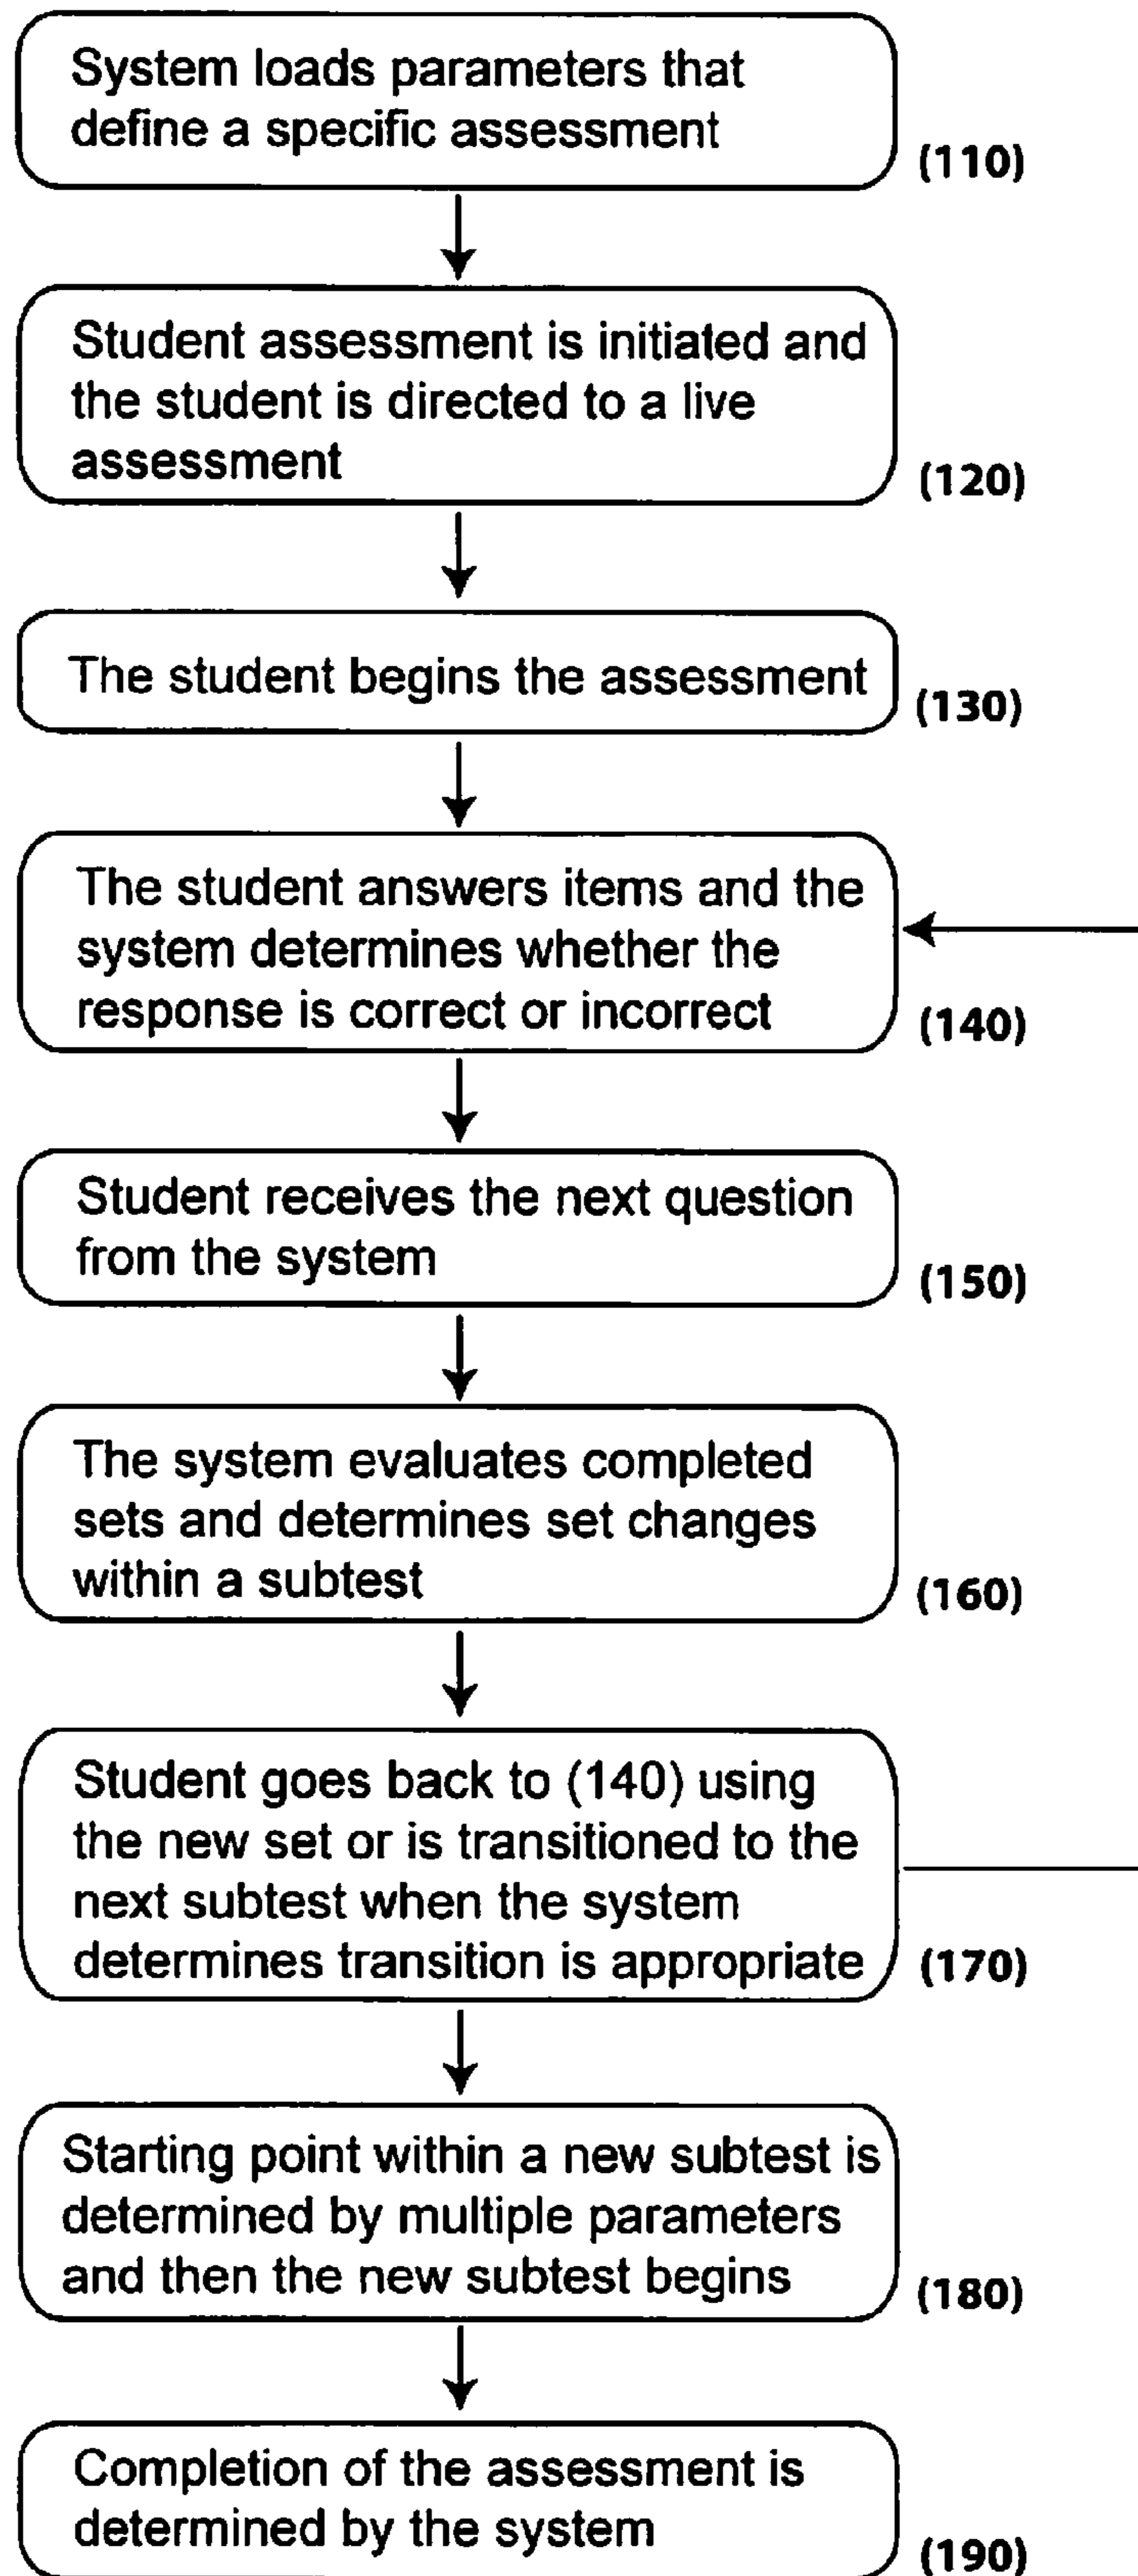 System loads parameters that
define a specific assessment
(110)
Student assessment is initiated and
the student is directed to a live
assessment
(120)
The student begins the assessment
(130)
The student answers items and the
system determines whether the
response is correct or incorrect
(140)
Student receives the next question
from the system
(150)
The system evaluates completed
sets and determines set changes
within a subtest
(160)
Student goes back to (140) using
the new set or is transitioned to the
next subtest when the system
determines transition is appropriate
(170)
Starting point within a new subtest is
determined by multiple parameters
and then the new subtest begins
(180)
Completion of the assessment is
determined by the system
(190)